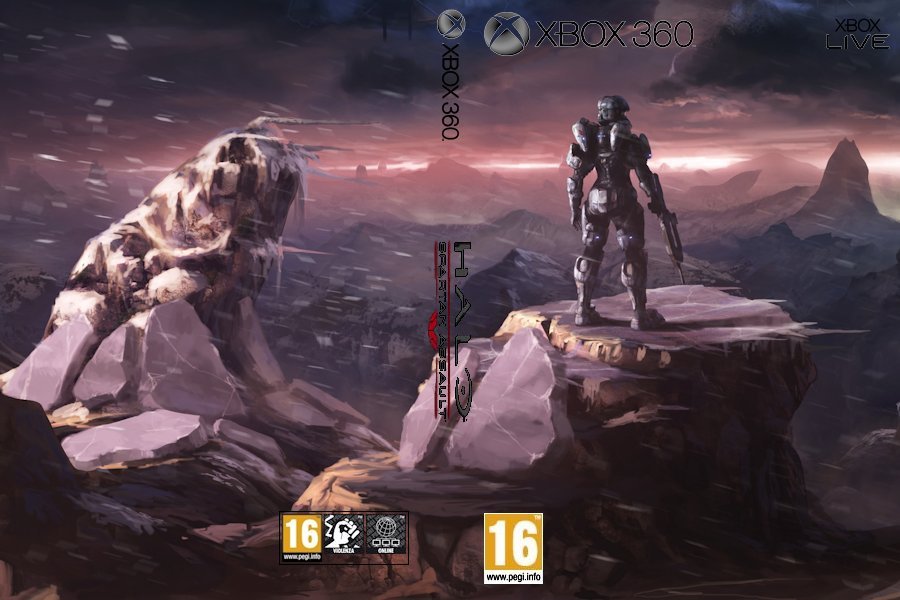 XBOX 360
XBOX 360
XBOX
LIVE
HALO
SPARTAN ASSAULT
16
www.pegi.info
VIOLENZA
ONLINE
16
www.pegi.info